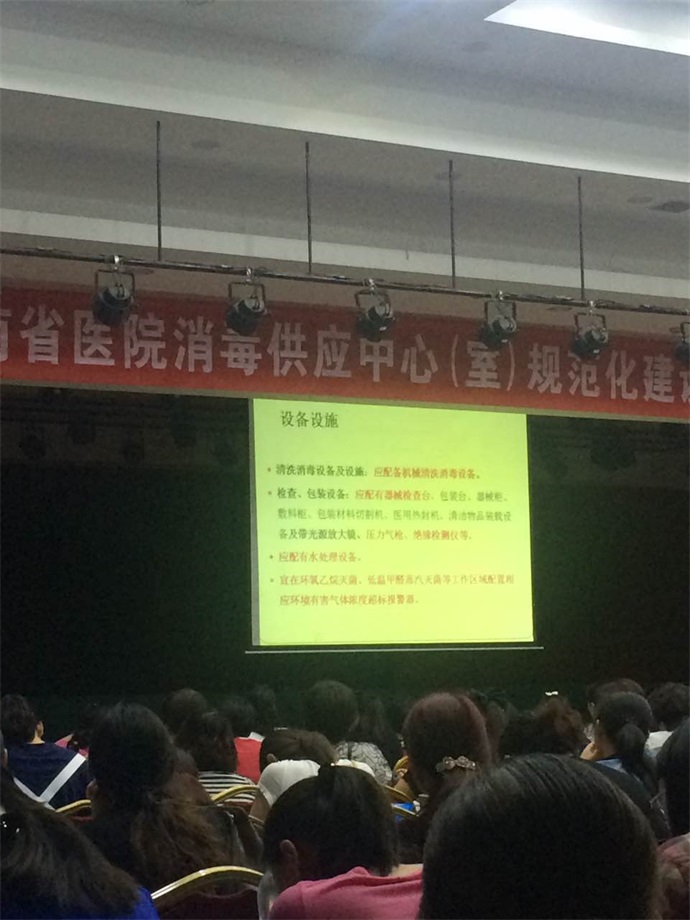 省医院消毒供应中心（室）规范化建
设备设施
• 清洗消毒设备及设施：应配备机械清洗消毒设备。
• 检查、包装设备：应配有器械检查台、包装台、器械柜、
敷料柜、包装材料切割机、医用热封机、清洁物品装载设
备及带光源放大镜、压力气枪、绝缘检测仪等。
• 应配有水处理设备。
• 宜在环氧乙烷灭菌、低温甲醛蒸汽灭菌等工作区域配置相
应环境有害气体浓度超标报警器。